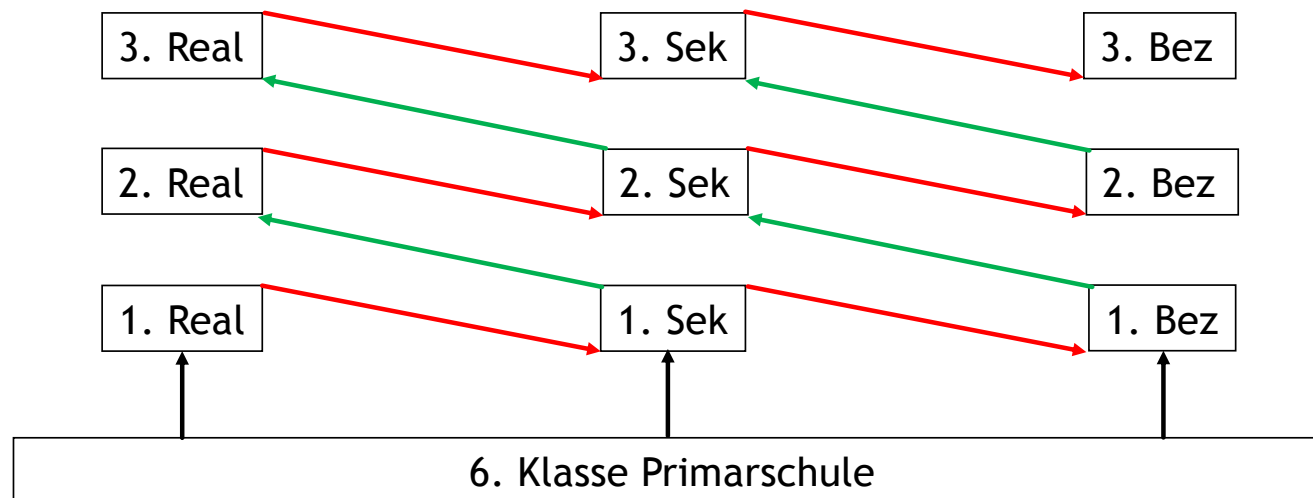 3. Real
3. Sek
3. Bez
2. Real
2. Sek
2. Bez
1. Real
1. Sek
1. Bez
6. Klasse Primarschule